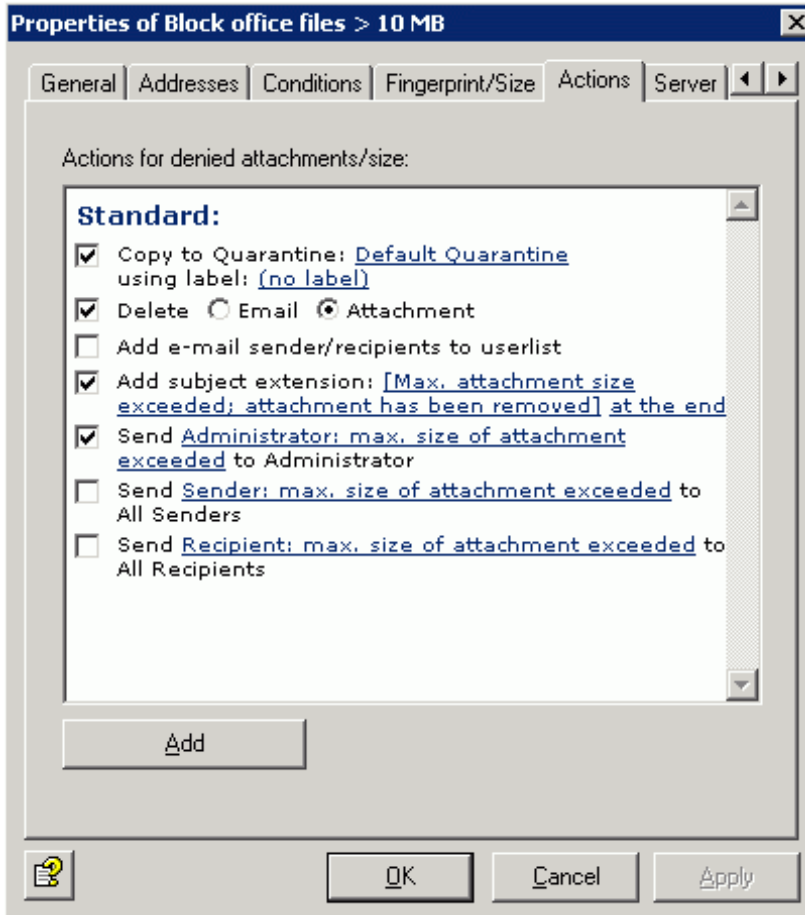 Properties of Block office files > 10 MB
General Addresses Conditions Fingerprint/Size Actions Server
Actions for denied attachments/size:
Standard:
Copy to Quarantine: Default Quarantine
using label: (no label)
Delete Email Attachment
Add e-mail sender/recipients to userlist
Add subject extension: [Max. attachment size
exceeded; attachment has been removed] at the end
Send Administrator: max. size of attachment
exceeded to Administrator
Send Sender: max. size of attachment exceeded to
All Senders
Send Recipient: max. size of attachment exceeded to
All Recipients
Add
OK Cancel Apply